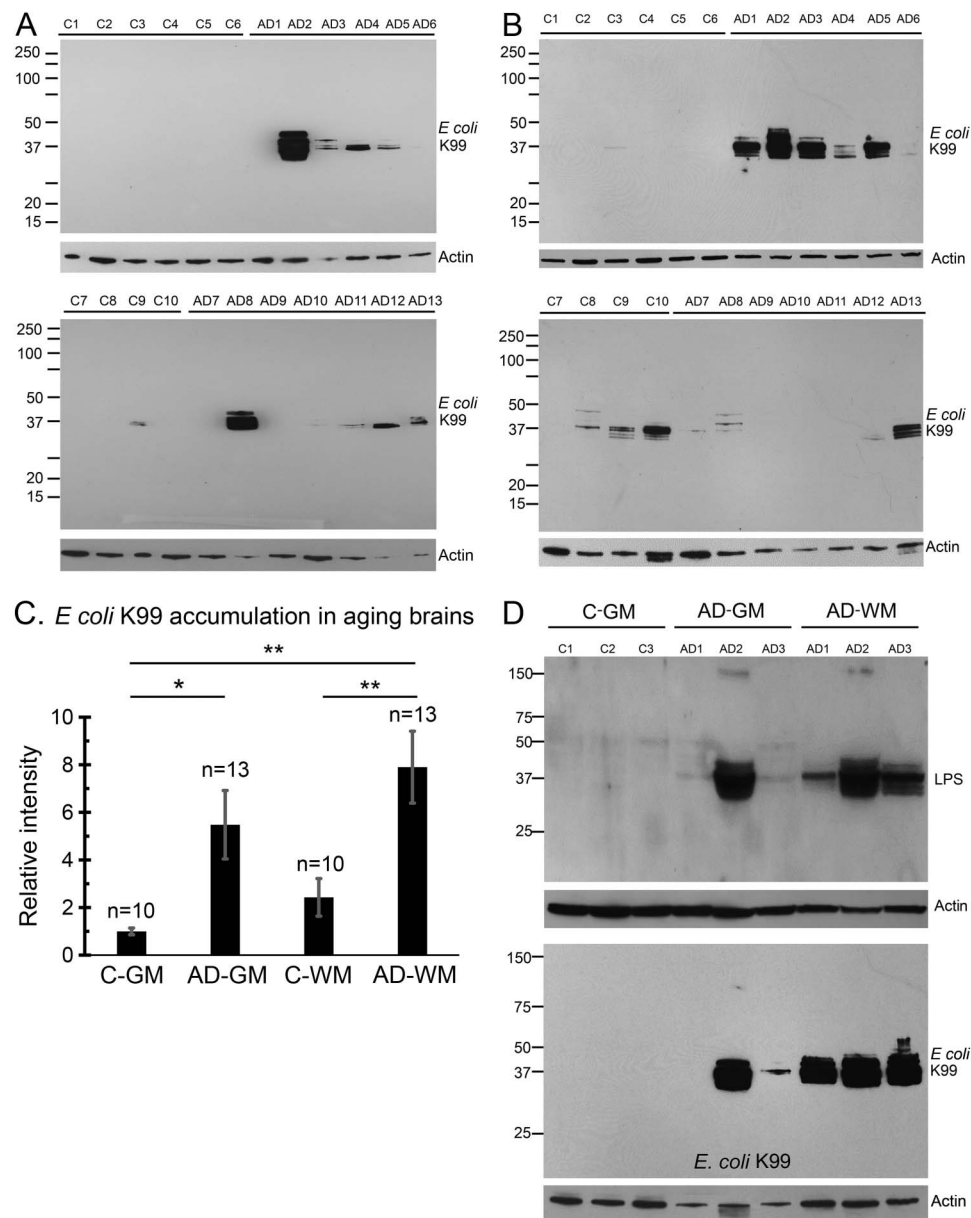 A
C1 C2 C3 C4 C5 C6 AD1 AD2 AD3 AD4 AD5 AD6
250
100
50
37
20
15
E coli
K99
Actin
C7 C8 C9 C10 AD7 AD8 AD9 AD10 AD11 AD12 AD13
250
100
50
37
20
15
E coli
K99
Actin
B
C1 C2 C3 C4 C5 C6 AD1 AD2 AD3 AD4 AD5 AD6
250
100
50
37
20
15
E coli
K99
Actin
C7 C8 C9 C10 AD7 AD8 AD9 AD10 AD11 AD12 AD13
250
100
50
37
20
15
E coli
K99
Actin
C. E coli K99 accumulation in aging brains
**
* **
10
8
6
4
2
0
Relative intensity
n=10
n=13
n=10
n=13
C-GM AD-GM C-WM AD-WM
D
C-GM AD-GM AD-WM
C1 C2 C3 AD1 AD2 AD3 AD1 AD2 AD3
150
75
50
37
25
LPS
Actin
150
75
50
37
25
E coli
K99
E. coli K99
Actin